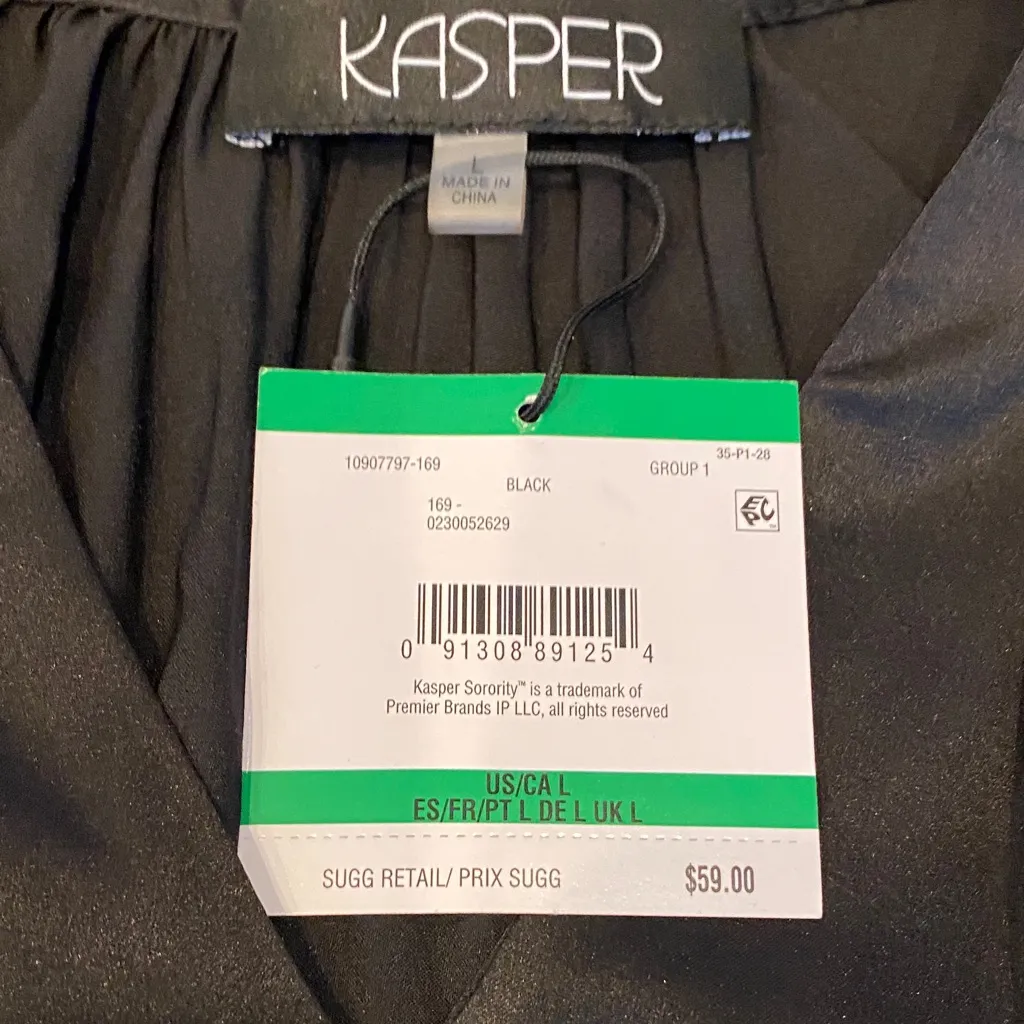 KASPER
L
MADE IN
CHINA
35-P1-28
10907797-169
GROUP 1
BLACK
169 -
0230052629
EPC
0 91308 89125 4
Kasper Sorority™ is a trademark of
Premier Brands IP LLC, all rights reserved
US/CA L
ES/FR/PT L DE L UK L
SUGG RETAIL/ PRIX SUGG $59.00